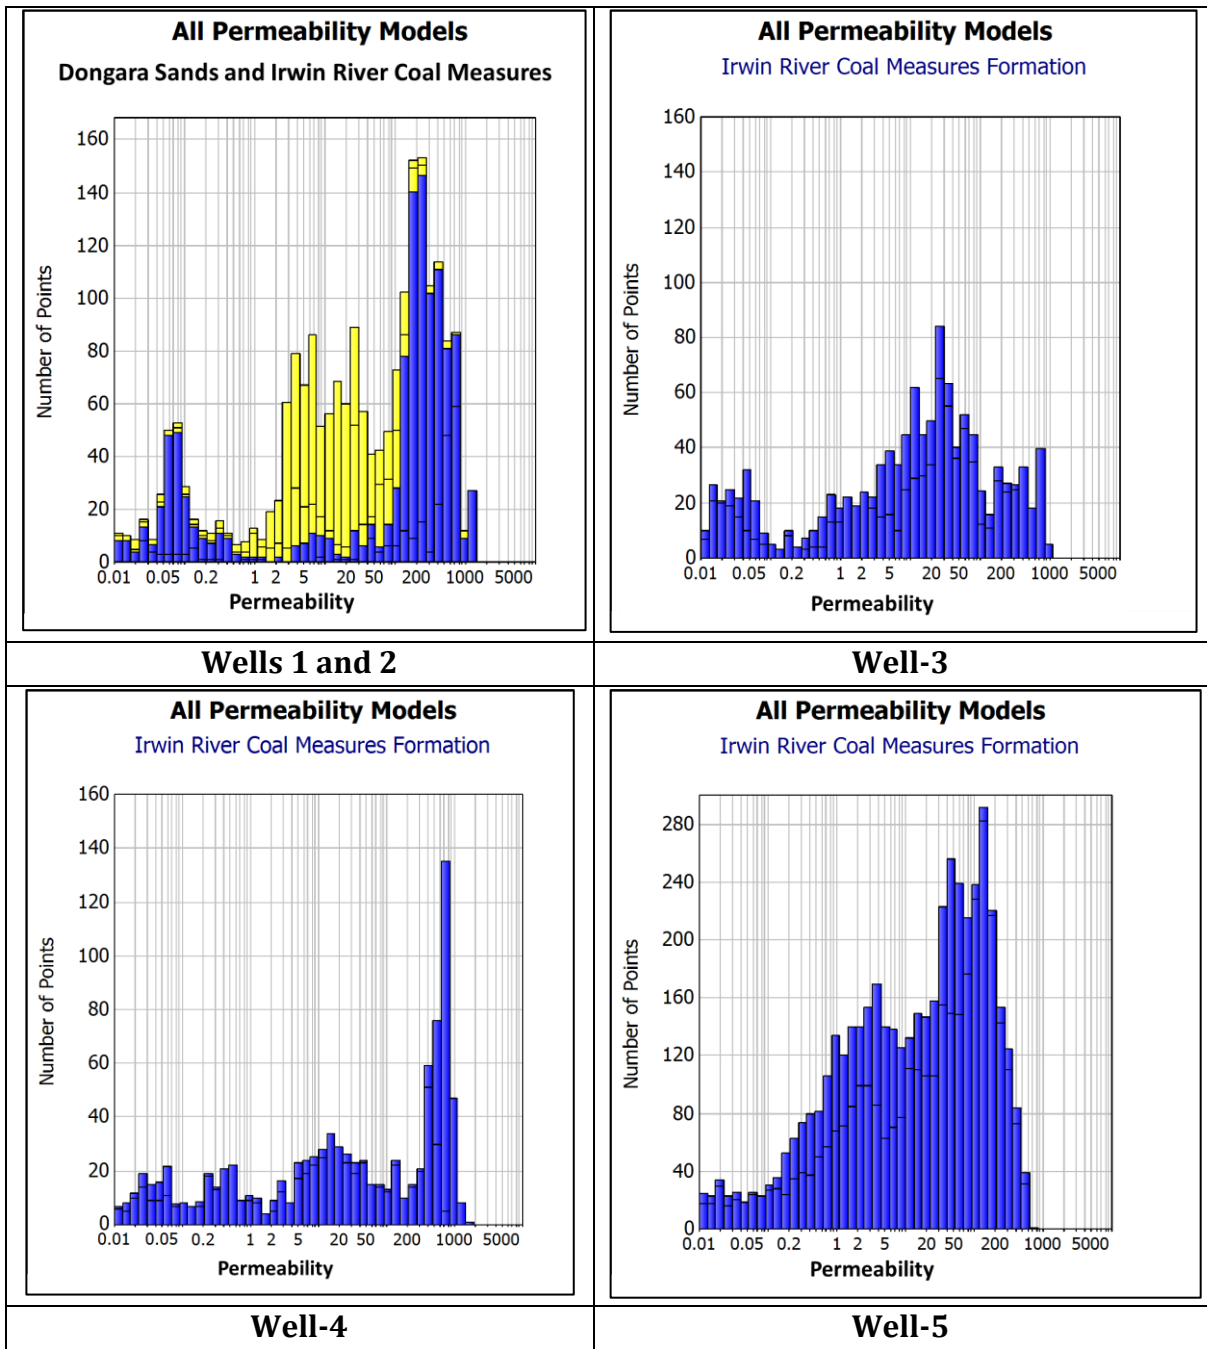 All Permeability Models
Dongara Sands and Irwin River Coal Measures
Number of Points
160
140
120
100
80
60
40
20
0
0.01 0.05 0.2 1 2 5 20 50 200 1000 5000
Permeability
Wells 1 and 2
All Permeability Models
Irwin River Coal Measures Formation
Number of Points
160
140
120
100
80
60
40
20
0
0.01 0.05 0.2 1 2 5 20 50 200 1000 5000
Permeability
Well-3
All Permeability Models
Irwin River Coal Measures Formation
Number of Points
160
140
120
100
80
60
40
20
0
0.01 0.05 0.2 1 2 5 20 50 200 1000 5000
Permeability
Well-4
All Permeability Models
Irwin River Coal Measures Formation
Number of Points
280
240
200
160
120
80
40
0
0.01 0.05 0.2 1 2 5 20 50 200 1000 5000
Permeability
Well-5